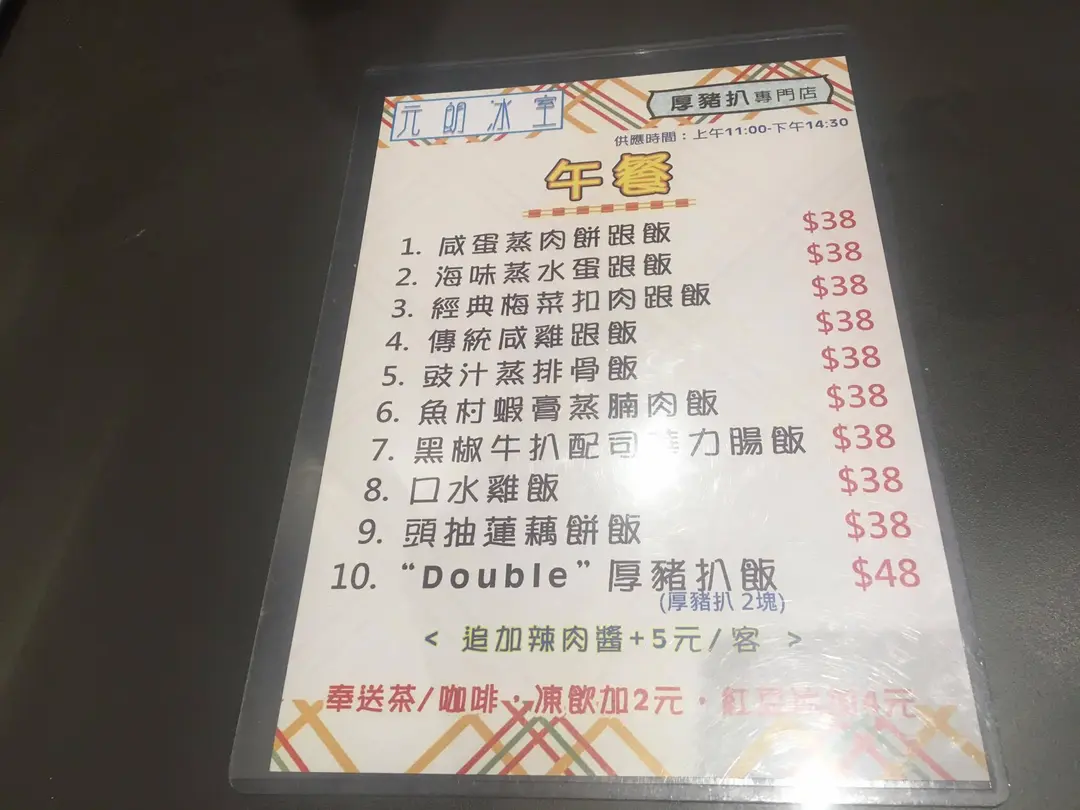 元朗冰室
厚豬扒專門店
供應時間：上午11:00-下午14:30
午餐
1. 咸蛋蒸肉餅跟飯 $38
2. 海味蒸水蛋跟飯 $38
3. 經典梅菜扣肉跟飯 $38
4. 傳統咸雞跟飯 $38
5. 豉汁蒸排骨飯 $38
6. 魚村蝦膏蒸腩肉飯 $38
7. 黑椒牛扒配司華力腸飯 $38
8. 口水雞飯 $38
9. 頭抽蓮藕餅飯 $38
10. “Double”厚豬扒飯 $48
(厚豬扒 2塊)
< 追加辣肉醬+5元/客 >
奉送茶/咖啡·凍飲加2元·紅豆冰加4元